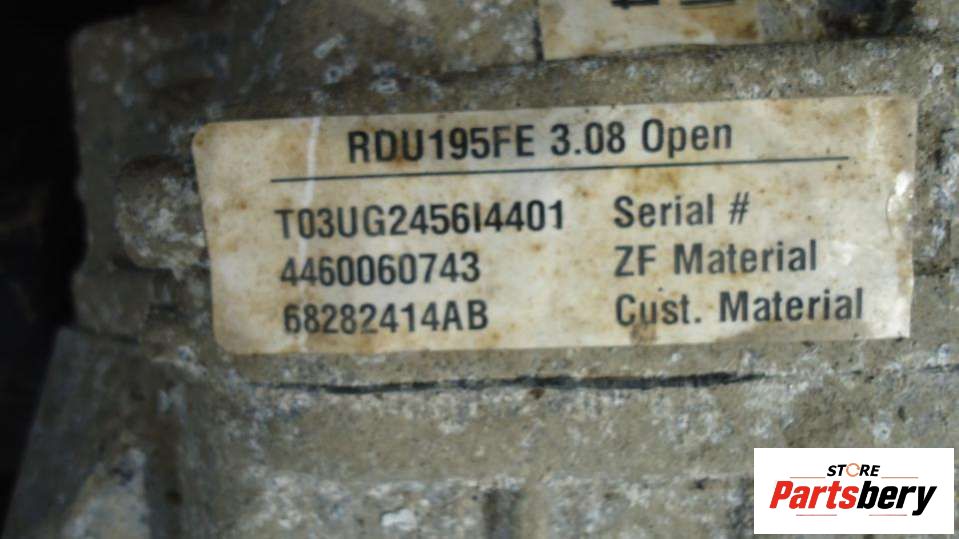 RDU195FE 3.08 Open
T03UG2456I4401 Serial #
4460060743 ZF Material
68282414AB Cust. Material
STORE
Partsbery